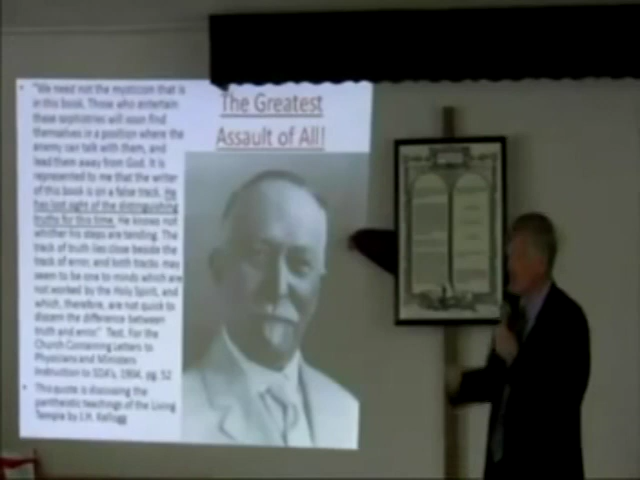 "We need not the mysticism that is
in this book. Those who entertain
these sophistries will soon find
themselves in a position where the
enemy can talk with them, and
lead them away from God. It is
represented to me that the writer
of this book is on a false track. He
has lost sight of the distinguishing
truths for this time. He knows not
whither his steps are tending. The
track of truth lies close beside the
track of error, and both tracks may
seem to be one to minds which are
not worked by the Holy Spirit, and
which, therefore, are not quick to
discern the difference between
truth and error." Test. For the
Church Containing Letters to
Physicians and Ministers
Instruction to SDA's, 1904, pg. 52
This quote is discussing the
pantheistic teachings of the Living
Temple by J.H. Kellogg
The Greatest
Assault of All!